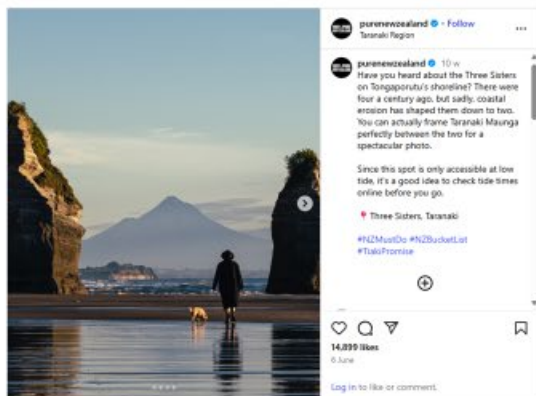 purenewzealand • Follow
Taranaki Region
purenewzealand 10 w
Have you heard about the Three Sisters
on Tongaporutu's shoreline? There were
four a century ago, but sadly, coastal
erosion has shaped them down to two.
You can actually frame Taranaki Maunga
perfectly between the two for a
spectacular photo.
Since this spot is only accessible at low
tide, it's a good idea to check tide times
online before you go.
📍 Three Sisters, Taranaki
#NZMustDo #NZBucketList
#TiakiPromise
14,899 likes
6 June
Log in to like or comment.